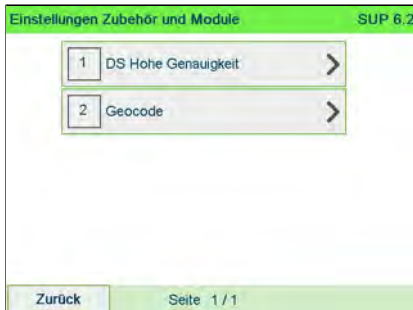 Einstellungen Zubehör und Module SUP 6.2
1 DS Hohe Genauigkeit
2 Geocode
Zurück Seite 1/1